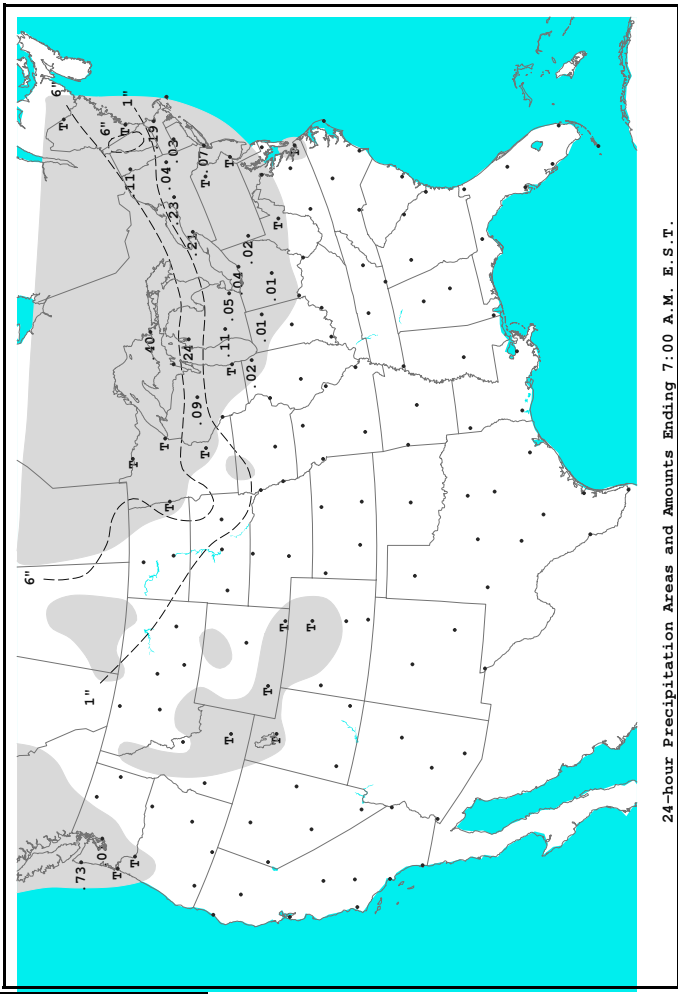 6"
6"
T
.73
1"
6"
T
T
1"
.11
T
T
.40
.19
T
.04
T
.03
.23
.24
.21
.09
.07
T
T
.11
.05
T
T
T
.04
.02
.02
.01
T
.01
T
T
T
T
T
24-hour Precipitation Areas and Amounts Ending 7:00 A.M. E.S.T.